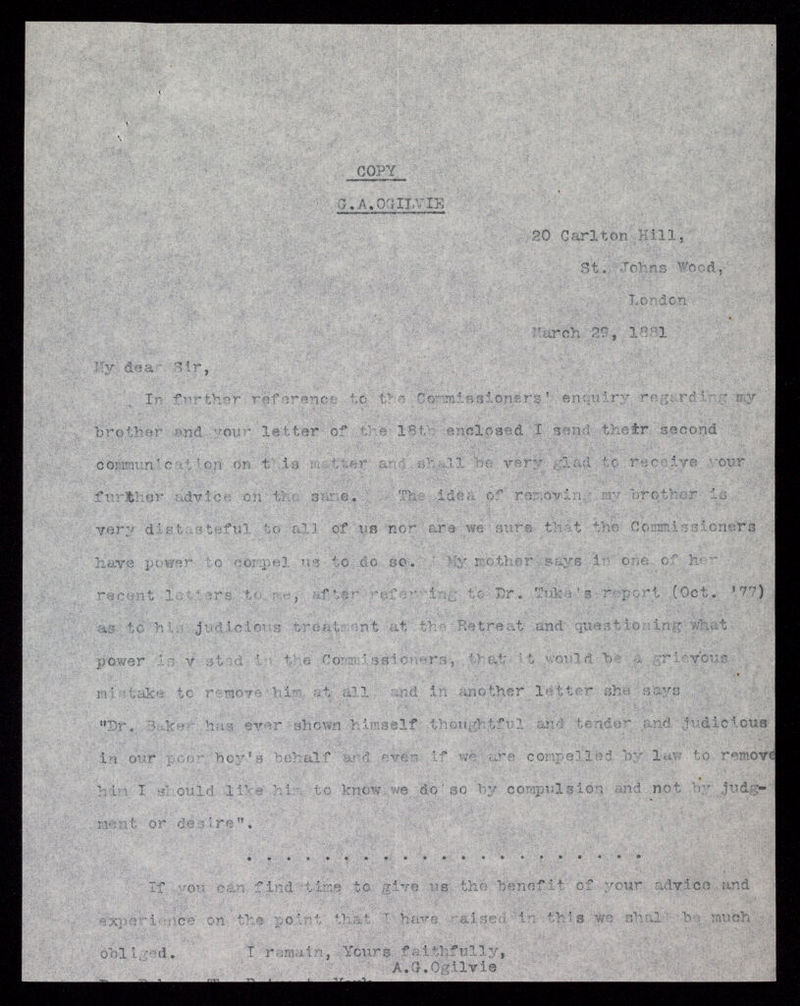 COPY
G.A.OGILVIE
20 Carlton Hill,
St. Johns Wood,
London
March 29, 1881
My dear Sir,
In further reference to the Commissioners' enquiry regarding my
brother and your letter of the 18th enclosed I send their second
communication on this matter and shall be very glad to receive your
further advice on the same. The idea of removing my brother is
very distasteful to all of us nor are we sure that the Commissioners
have power to compel us to do so. My mother says in one of her
recent letters to me, after referring to Dr. Tuke's report (Oct. '77)
as to his judicious treatment at the Retreat and questioning what
power is vested in the Commissioners, that it would be a grievous
mistake to remove him at all and in another letter she says
"Dr. Baker has ever shown himself thoughtful and tender and judicious
in our poor boy's behalf and even if we are compelled by law to remove
him I should like him to know we do so by compulsion and not by judg-
ment or desire".
. . . . . . . . . . . . . . . . . . . . .
If you can find time to give us the benefit of your advice and
experience on the point that I have raised in this we shall be much
obliged. I remain, Yours faithfully,
A.G.Ogilvie